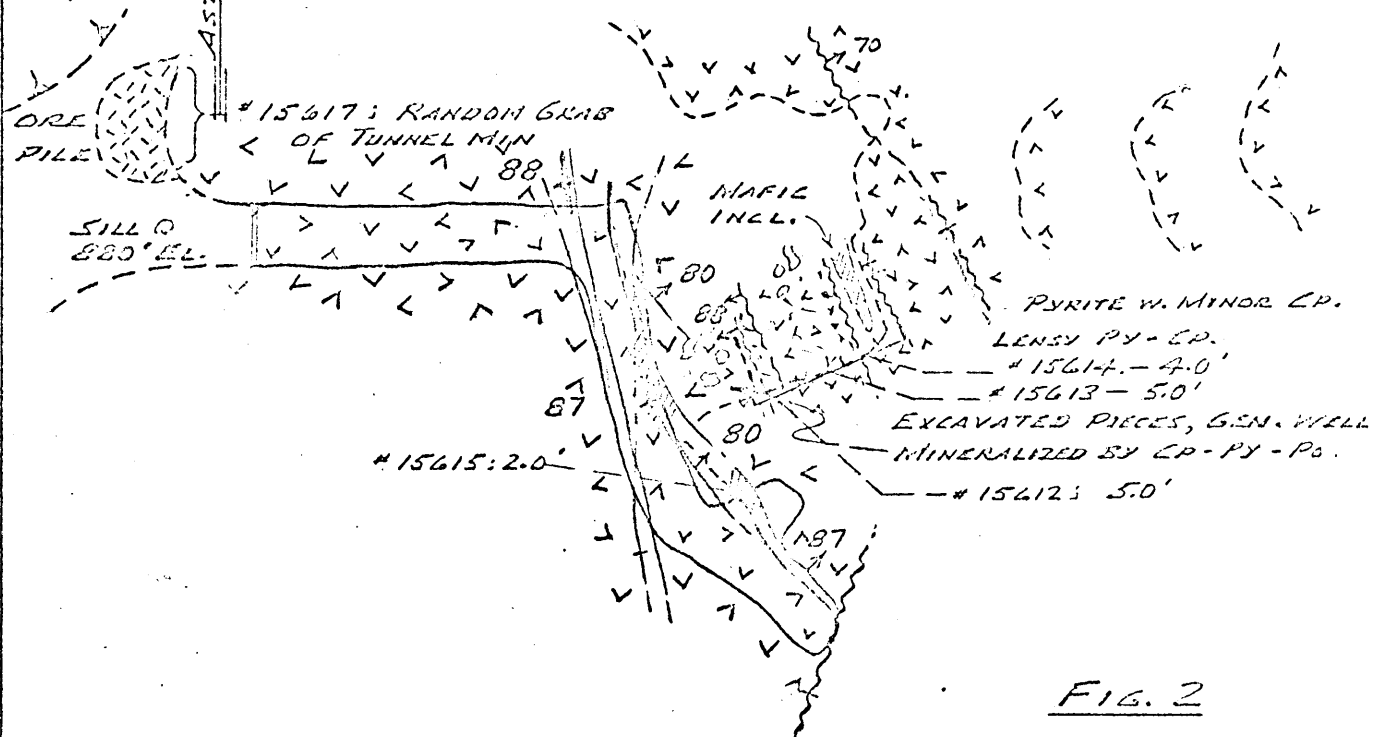 70
ORE
PILE
#15617: RANDOM GRAB
OF TUNNEL MIN
88
SILL @
880' EL.
MAFIC
INCL.
80
88
PYRITE W. MINOR CP.
LENSY PY-CP.
#15614.-4.0'
#15613-5.0'
87
EXCAVATED PIECES, GEN. WELL
MINERALIZED BY CP-PY-PO.
80
#15615:2.0'
#15612: 5.0'
87
FIG. 2